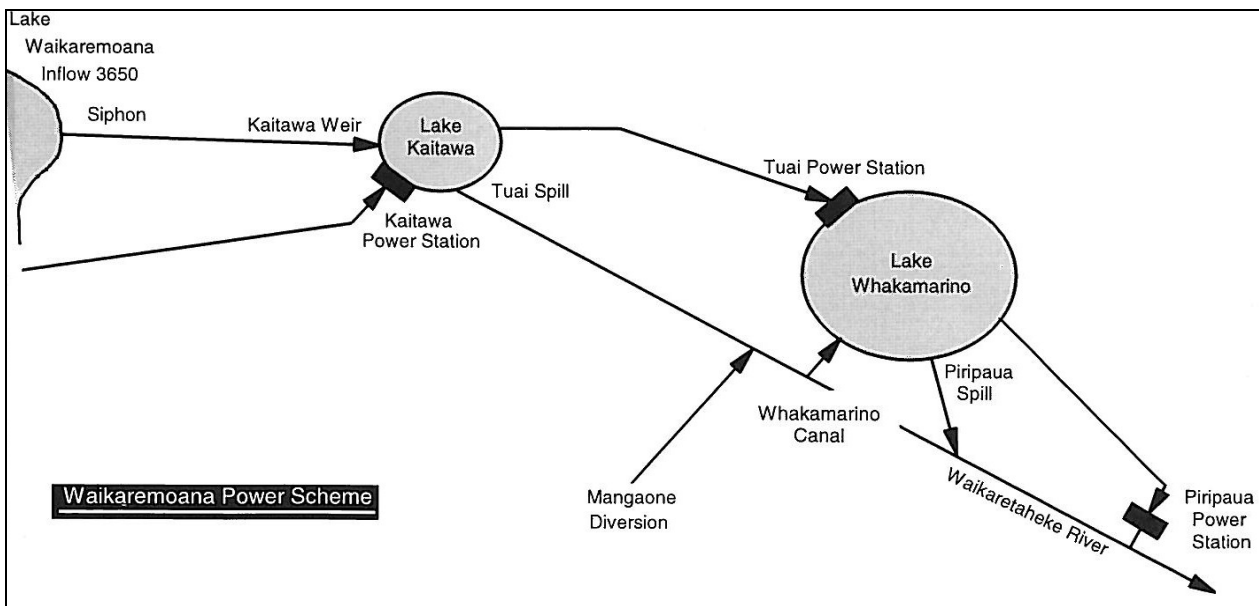 Lake
Waikaremoana
Inflow 3650
Siphon
Kaitawa Weir
Lake
Kaitawa
Tuai Power Station
Tuai Spill
Kaitawa
Power Station
Lake
Whakamarino
Piripaua
Spill
Whakamarino
Canal
Mangaone
Diversion
Waikaretaheke River
Piripaua
Power
Station
Waikaremoana Power Scheme